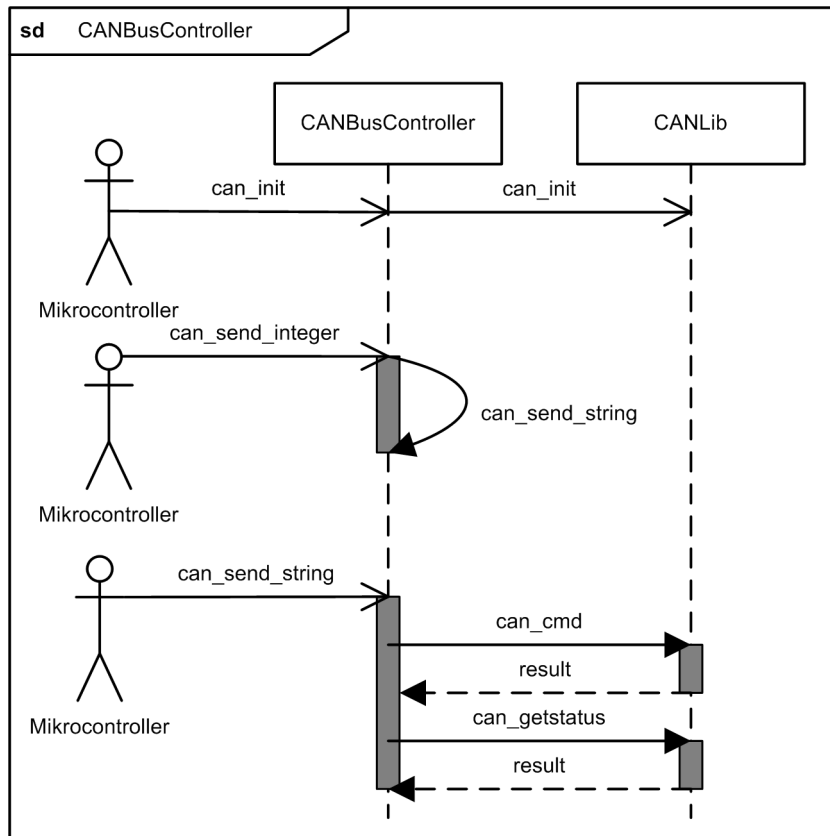 sd CANBusController
CANBusController
CANLib
can_init
can_init
Mikrocontroller
can_send_integer
can_send_string
Mikrocontroller
can_send_string
can_cmd
result
Mikrocontroller
can_getstatus
result